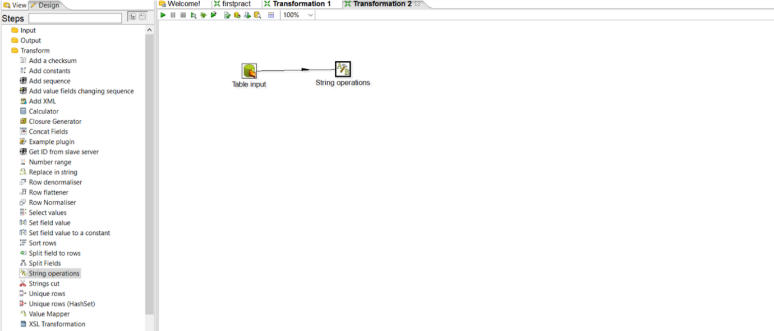 View Design
Welcome! firstpract Transformation 1 Transformation 2
Steps
100%
Input
Output
Transform
Add a checksum
Add constants
Add sequence
Add value fields changing sequence
Add XML
Calculator
Closure Generator
Concat Fields
Example plugin
Get ID from slave server
Number range
Replace in string
Row denormaliser
Row flattener
Row Normaliser
Select values
Set field value
Set field value to a constant
Sort rows
Split field to rows
Split Fields
String operations
Strings cut
Unique rows
Unique rows (HashSet)
Value Mapper
XSL Transformation
Table input
String operations